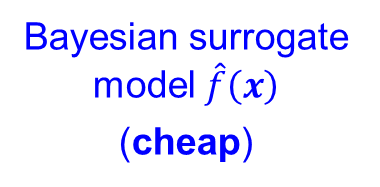 Bayesian surrogate
model f̂(x)
(cheap)